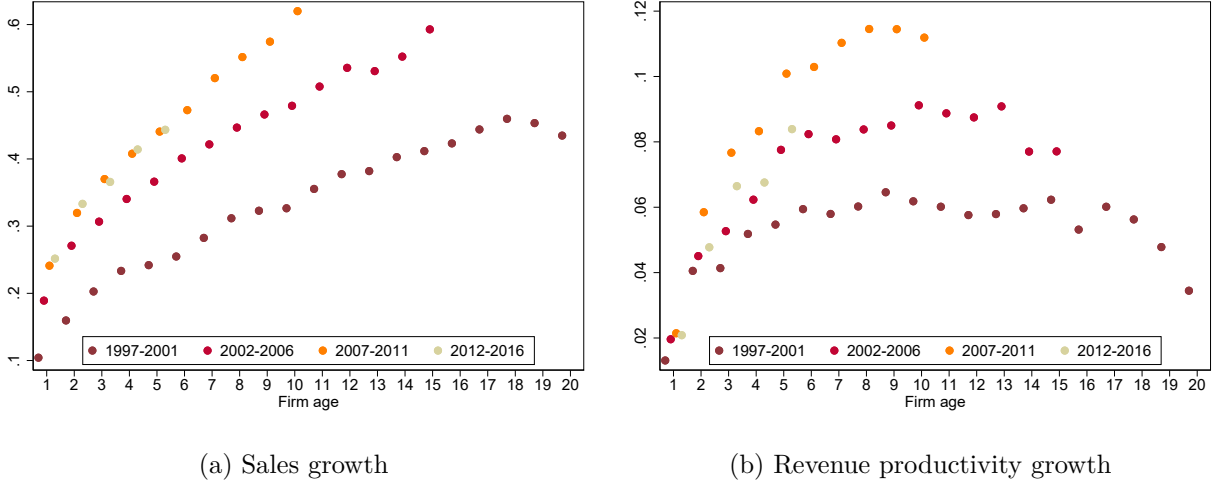 .6
.5
.4
.3
.2
.1
1997-2001 2002-2006 2007-2011 2012-2016
1 2 3 4 5 6 7 8 9 10 11 12 13 14 15 16 17 18 19 20
Firm age
(a) Sales growth
.12
.1
.08
.06
.04
.02
1997-2001 2002-2006 2007-2011 2012-2016
1 2 3 4 5 6 7 8 9 10 11 12 13 14 15 16 17 18 19 20
Firm age
(b) Revenue productivity growth